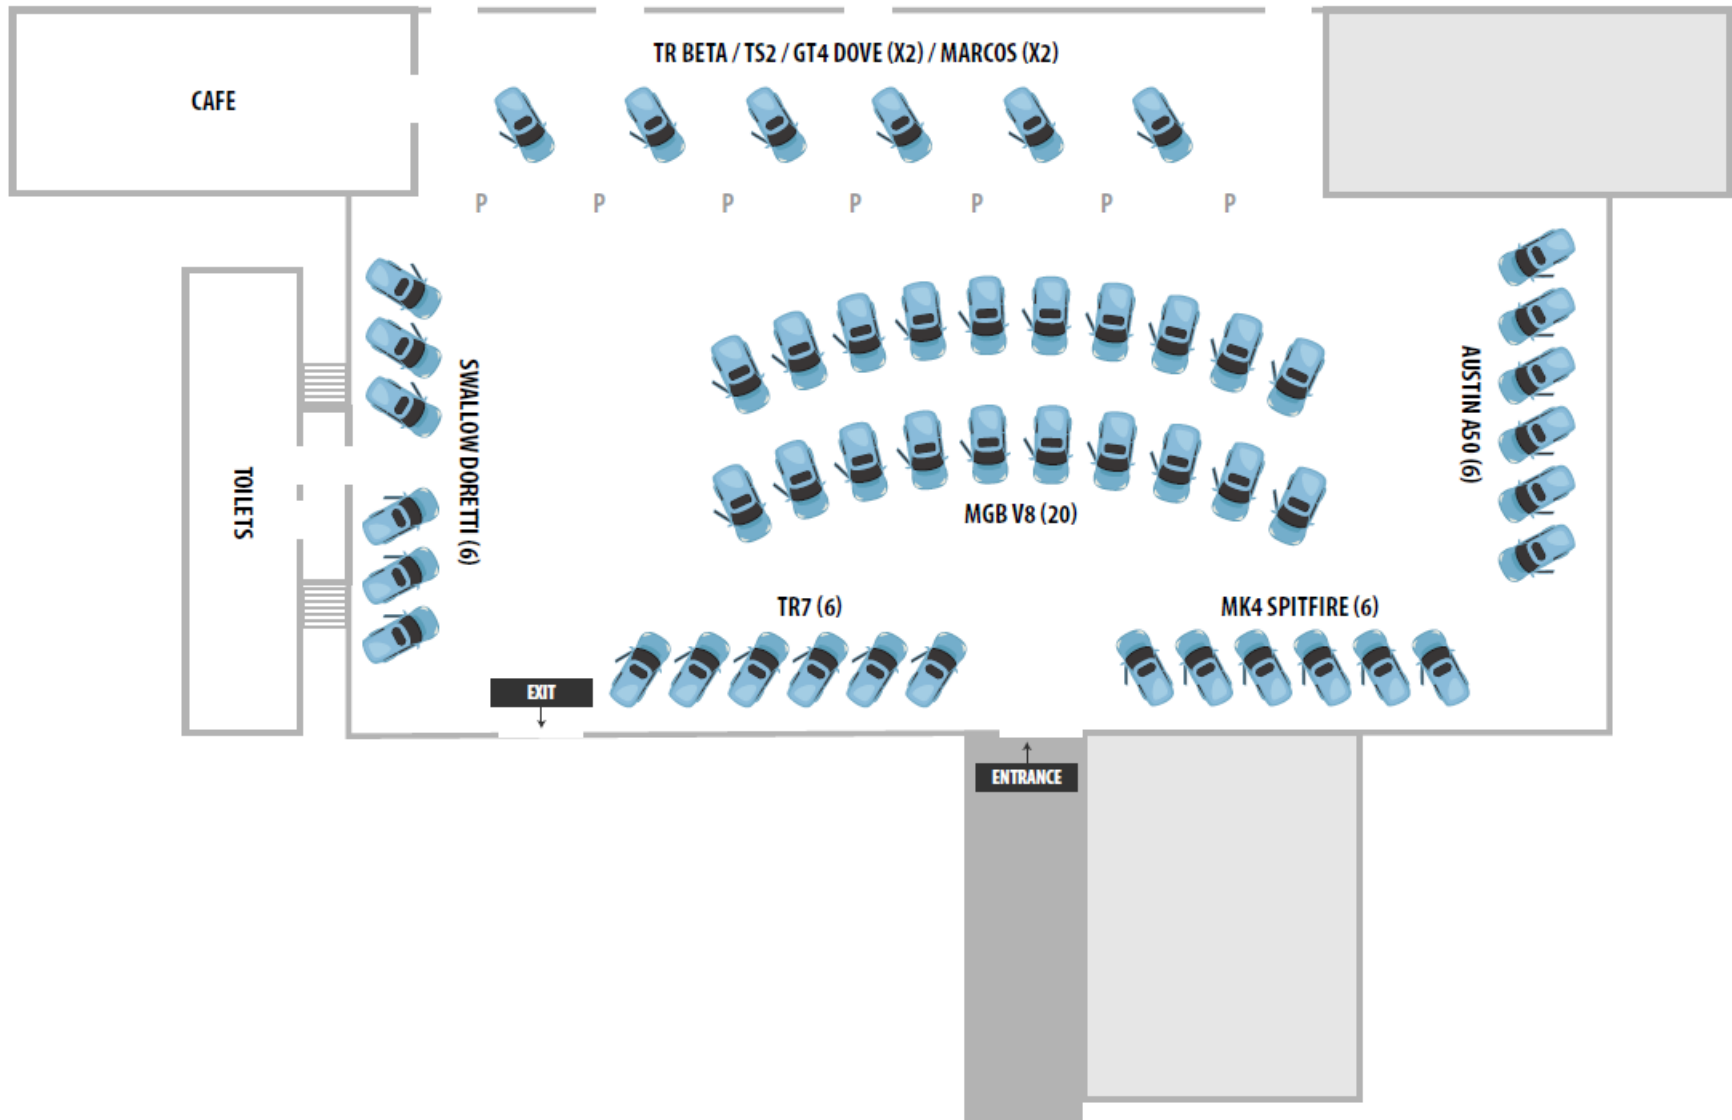 TR BETA / TS2 / GT4 DOVE (X2) / MARCOS (X2)
CAFE
P P P P P P P
SWALLOW DORETTI (6)
AUSTIN A50 (6)
TOILETS
MGB V8 (20)
TR7 (6)
MK4 SPITFIRE (6)
EXIT
ENTRANCE